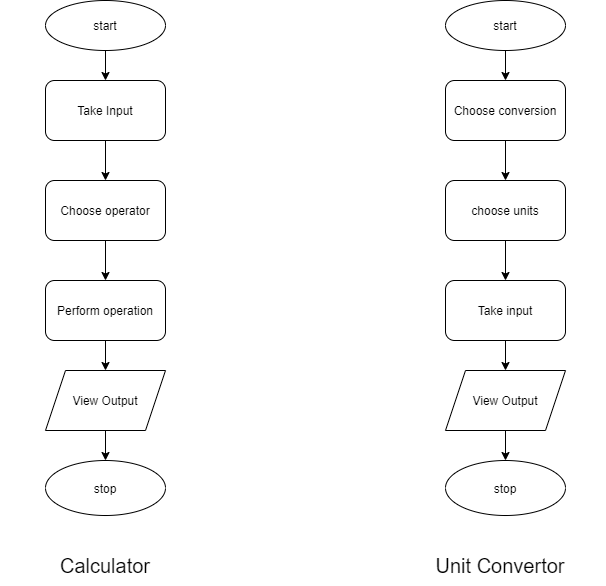 start
Take Input
Choose operator
Perform operation
View Output
stop
Calculator
start
Choose conversion
choose units
Take input
View Output
stop
Unit Convertor